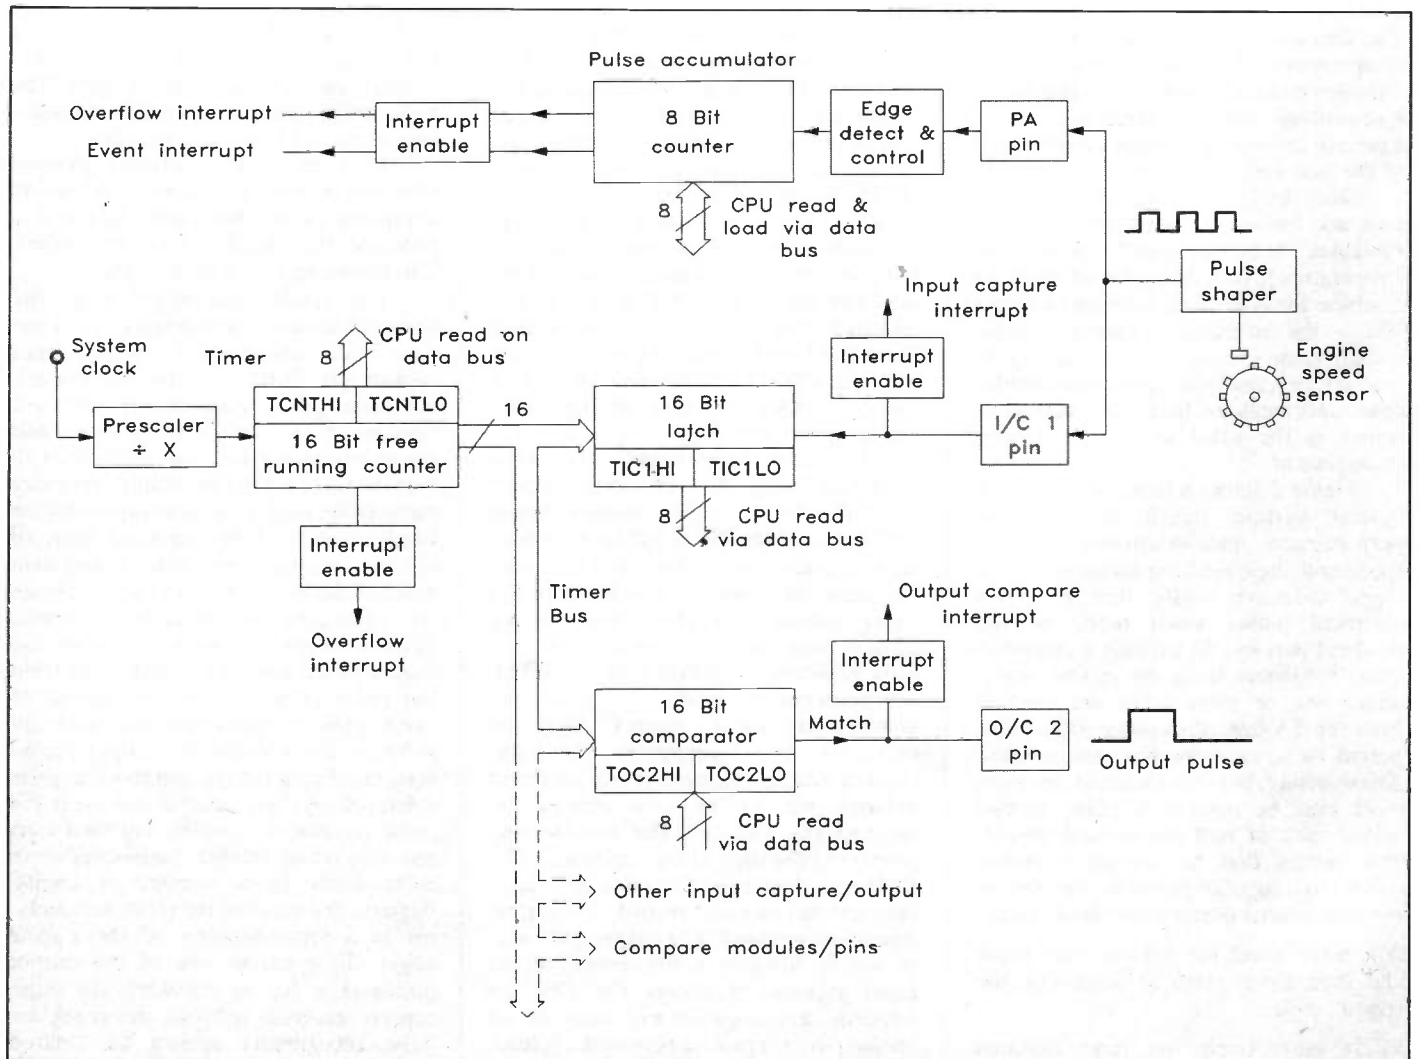 Pulse accumulator
Overflow interrupt
Event interrupt
Interrupt
enable
8 Bit
counter
Edge
detect &
control
PA
pin
8
CPU read &
load via data
bus
Pulse
shaper
Engine
speed
sensor
Input capture
interrupt
Interrupt
enable
I/C 1
pin
System
clock
Timer
8
CPU read on
data bus
Prescaler
÷ X
TCNTHI
TCNTLO
16 Bit free
running counter
16
16 Bit
latch
TIC1HI
TIC1LO
8
CPU read
via data bus
Interrupt
enable
Overflow
interrupt
Timer
Bus
Output compare
interrupt
Interrupt
enable
16 Bit
comparator
Match
TOC2HI
TOC2LO
O/C 2
pin
Output pulse
8
CPU read
via data bus
Other input capture/output
Compare modules/pins